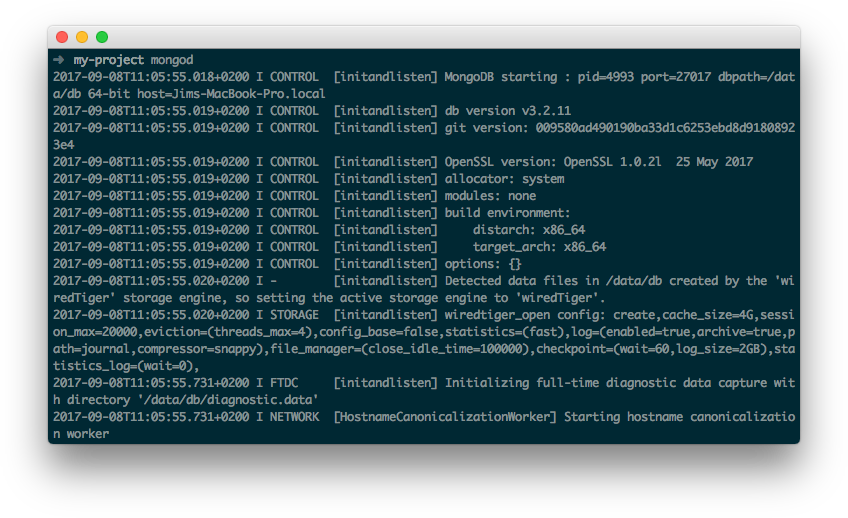 ➜  my-project mongod
2017-09-08T11:05:55.018+0200 I CONTROL  [initandlisten] MongoDB starting : pid=4993 port=27017 dbpath=/dat
a/db 64-bit host=Jims-MacBook-Pro.local
2017-09-08T11:05:55.019+0200 I CONTROL  [initandlisten] db version v3.2.11
2017-09-08T11:05:55.019+0200 I CONTROL  [initandlisten] git version: 009580ad490190ba33d1c6253ebd8d9180892
3e4
2017-09-08T11:05:55.019+0200 I CONTROL  [initandlisten] OpenSSL version: OpenSSL 1.0.2l  25 May 2017
2017-09-08T11:05:55.019+0200 I CONTROL  [initandlisten] allocator: system
2017-09-08T11:05:55.019+0200 I CONTROL  [initandlisten] modules: none
2017-09-08T11:05:55.019+0200 I CONTROL  [initandlisten] build environment:
2017-09-08T11:05:55.019+0200 I CONTROL  [initandlisten]     distarch: x86_64
2017-09-08T11:05:55.019+0200 I CONTROL  [initandlisten]     target_arch: x86_64
2017-09-08T11:05:55.019+0200 I CONTROL  [initandlisten] options: {}
2017-09-08T11:05:55.020+0200 I -        [initandlisten] Detected data files in /data/db created by the 'wi
redTiger' storage engine, so setting the active storage engine to 'wiredTiger'.
2017-09-08T11:05:55.020+0200 I STORAGE  [initandlisten] wiredtiger_open config: create,cache_size=4G,sessi
on_max=20000,eviction=(threads_max=4),config_base=false,statistics=(fast),log=(enabled=true,archive=true,p
ath=journal,compressor=snappy),file_manager=(close_idle_time=100000),checkpoint=(wait=60,log_size=2GB),sta
tistics_log=(wait=0),
2017-09-08T11:05:55.731+0200 I FTDC     [initandlisten] Initializing full-time diagnostic data capture wit
h directory '/data/db/diagnostic.data'
2017-09-08T11:05:55.731+0200 I NETWORK  [HostnameCanonicalizationWorker] Starting hostname canonicalizatio
n worker